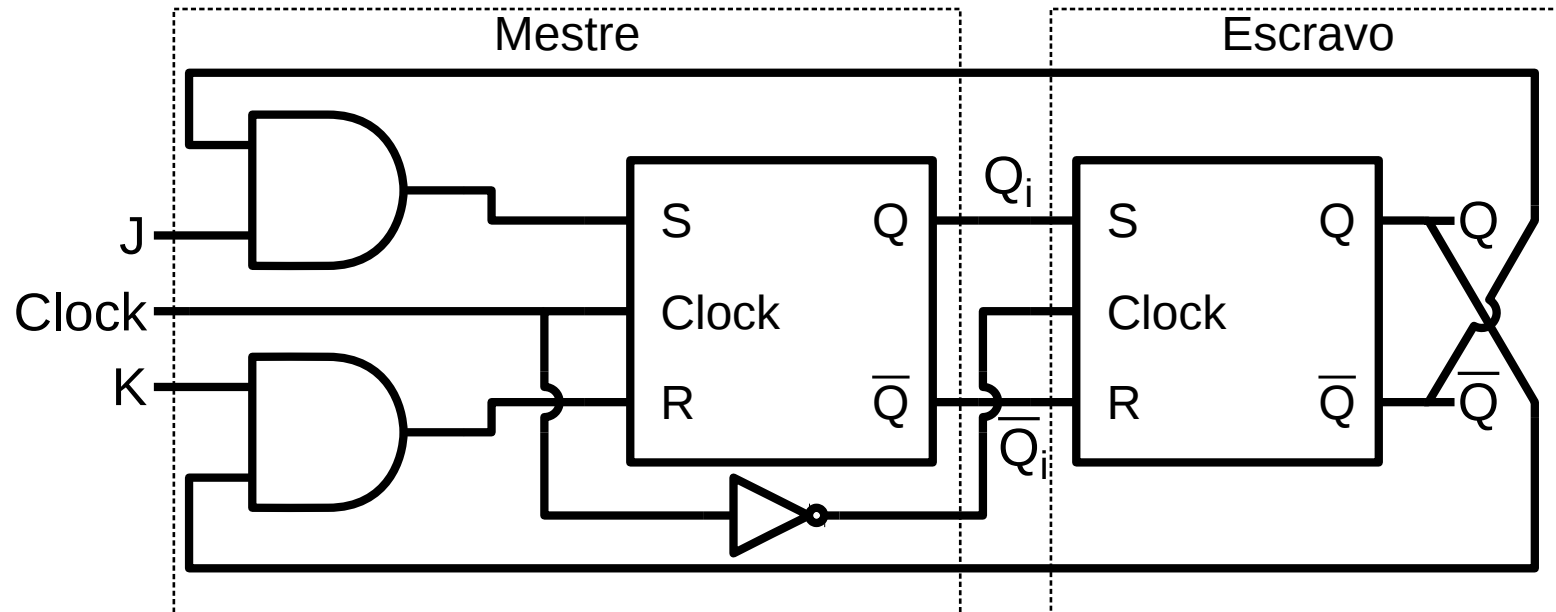 Mestre
Escravo
J
Clock
K
S
Q
Clock
R
Q̅
Qi
Q̅i
S
Q
Clock
R
Q̅
Q
Q̅